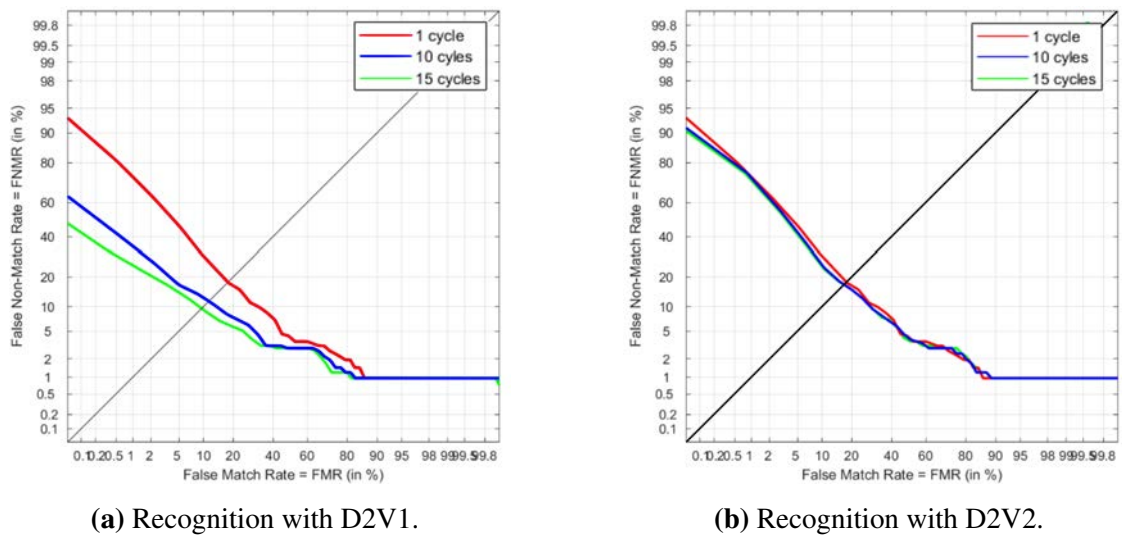 99.8
99.5
99
98
95
90
80
60
40
20
10
5
2
1
0.5
0.2
0.1
False Non-Match Rate = FNMR (in %)
1 cycle
10 cyles
15 cycles
0.1 0.2 0.5 1 2 5 10 20 40 60 80 90 95 98 99 99.5 99.8
False Match Rate = FMR (in %)
(a) Recognition with D2V1.
99.8
99.5
99
98
95
90
80
60
40
20
10
5
2
1
0.5
0.2
0.1
False Non-Match Rate = FNMR (in %)
1 cycle
10 cyles
15 cycles
0.1 0.2 0.5 1 2 5 10 20 40 60 80 90 95 98 99 99.5 99.8
False Match Rate = FMR (in %)
(b) Recognition with D2V2.